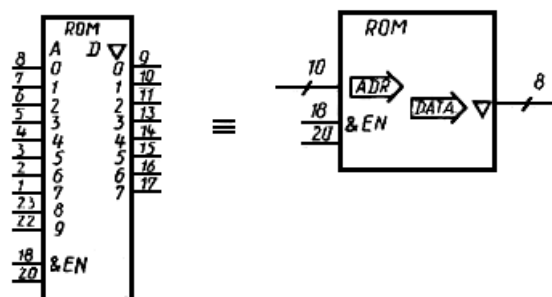 ROM
A D ▽
8 0 0 9
7 1 1 10
6 2 2 11
5 3 3 13
4 4 4 14
3 5 5 15
2 6 6 16
1 7 7 17
23 8
22 9
18 &EN
20
≡
ROM
10 ADR
DATA ▽ 8
18 &EN
20